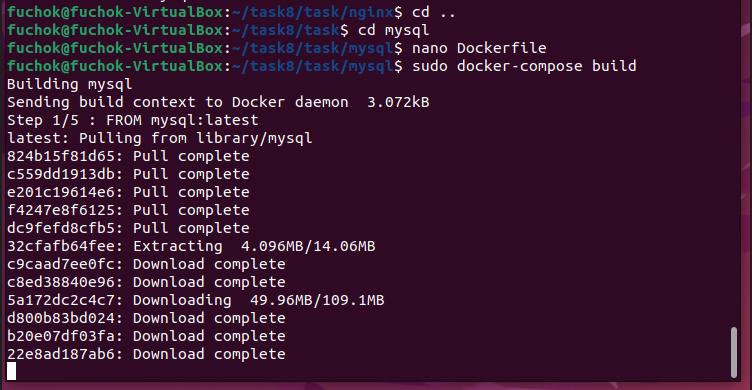 fuchok@fuchok-VirtualBox:~/task8/task/nginx$ cd ..
fuchok@fuchok-VirtualBox:~/task8/task$ cd mysql
fuchok@fuchok-VirtualBox:~/task8/task/mysql$ nano Dockerfile
fuchok@fuchok-VirtualBox:~/task8/task/mysql$ sudo docker-compose build
Building mysql
Sending build context to Docker daemon  3.072kB
Step 1/5 : FROM mysql:latest
latest: Pulling from library/mysql
824b15f81d65: Pull complete
c559dd1913db: Pull complete
e201c19614e6: Pull complete
f4247e8f6125: Pull complete
dc9fefd8cfb5: Pull complete
32cfafb64fee: Extracting  4.096MB/14.06MB
c9caad7ee0fc: Download complete
c8ed38840e96: Download complete
5a172dc2c4c7: Downloading  49.96MB/109.1MB
d800b83bd024: Download complete
b20e07df03fa: Download complete
22e8ad187ab6: Download complete